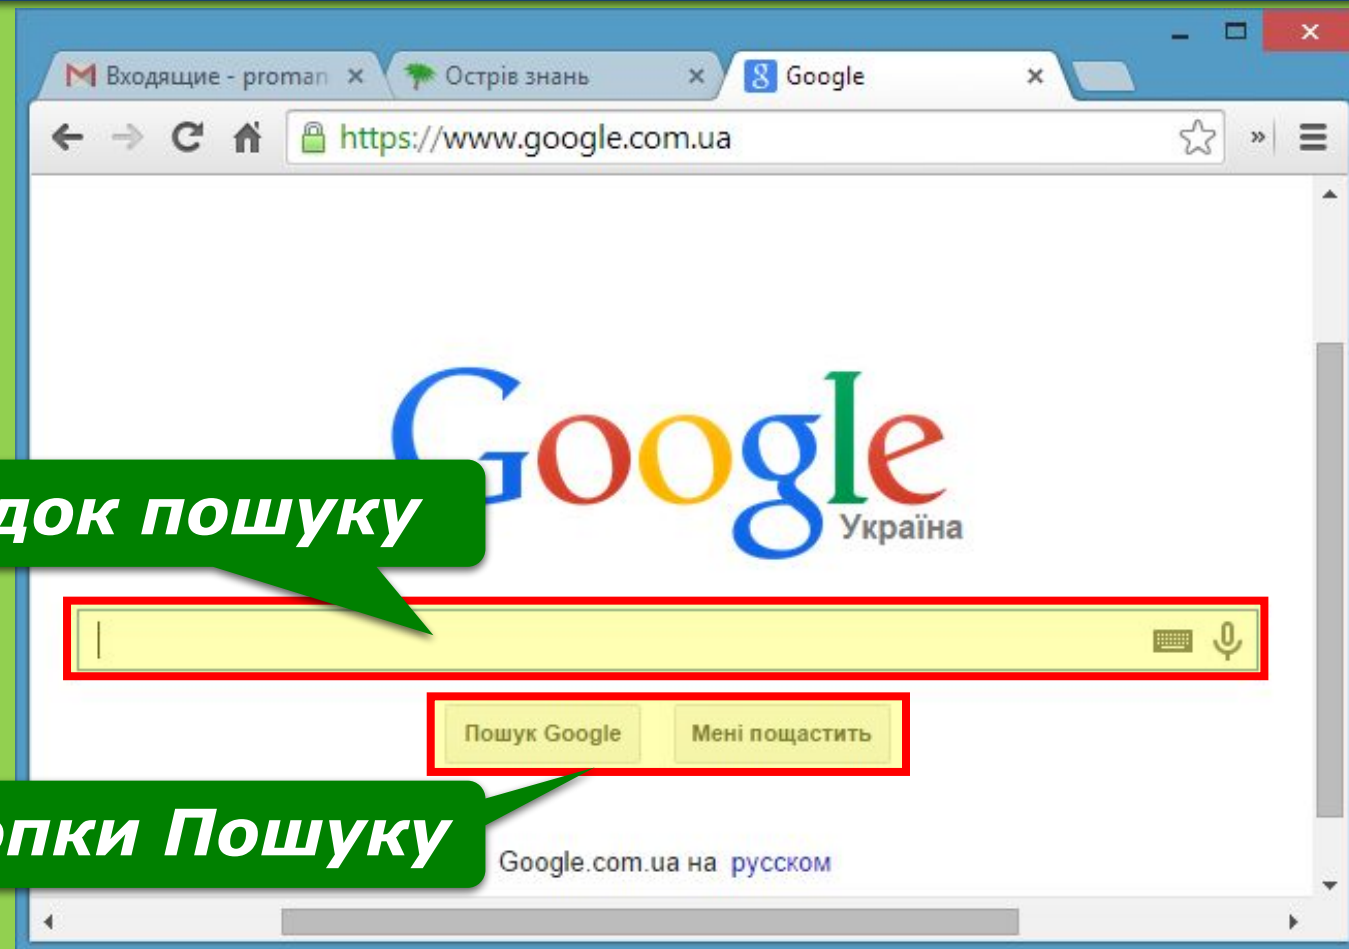 Входящие - proman
Острів знань
Google
https://www.google.com.ua
Google
Україна
док пошуку
Пошук Google
Мені пощастить
пки Пошуку
Google.com.ua на русском